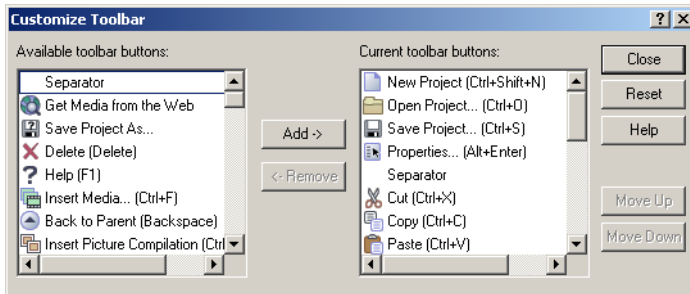 Customize Toolbar
Available toolbar buttons:
Separator
Get Media from the Web
Save Project As...
Delete (Delete)
Help (F1)
Insert Media... (Ctrl+F)
Back to Parent (Backspace)
Insert Picture Compilation (Ctrl
Add ->
<- Remove
Current toolbar buttons:
New Project (Ctrl+Shift+N)
Open Project... (Ctrl+O)
Save Project... (Ctrl+S)
Properties... (Alt+Enter)
Separator
Cut (Ctrl+X)
Copy (Ctrl+C)
Paste (Ctrl+V)
Close
Reset
Help
Move Up
Move Down